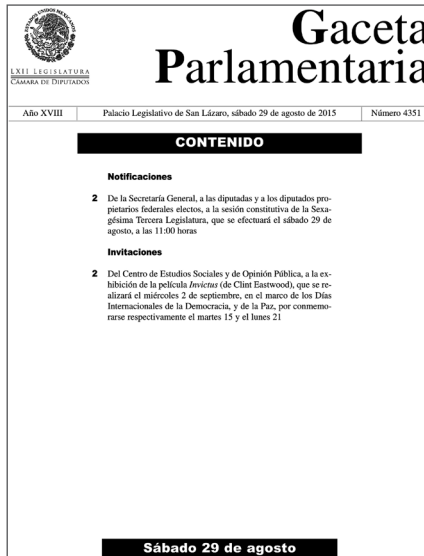 ESTADOS UNIDOS MEXICANOS
LXII LEGISLATURA
CÁMARA DE DIPUTADOS
Gaceta
Parlamentaria
Año XVIII
Palacio Legislativo de San Lázaro, sábado 29 de agosto de 2015
Número 4351
CONTENIDO
Notificaciones
2 De la Secretaría General, a las diputadas y a los diputados pro-
pietarios federales electos, a la sesión constitutiva de la Sexa-
gésima Tercera Legislatura, que se efectuará el sábado 29 de
agosto, a las 11:00 horas
Invitaciones
2 Del Centro de Estudios Sociales y de Opinión Pública, a la ex-
hibición de la película Invictus (de Clint Eastwood), que se re-
alizará el miércoles 2 de septiembre, en el marco de los Días
Internacionales de la Democracia, y de la Paz, por conmemo-
rarse respectivamente el martes 15 y el lunes 21
Sábado 29 de agosto